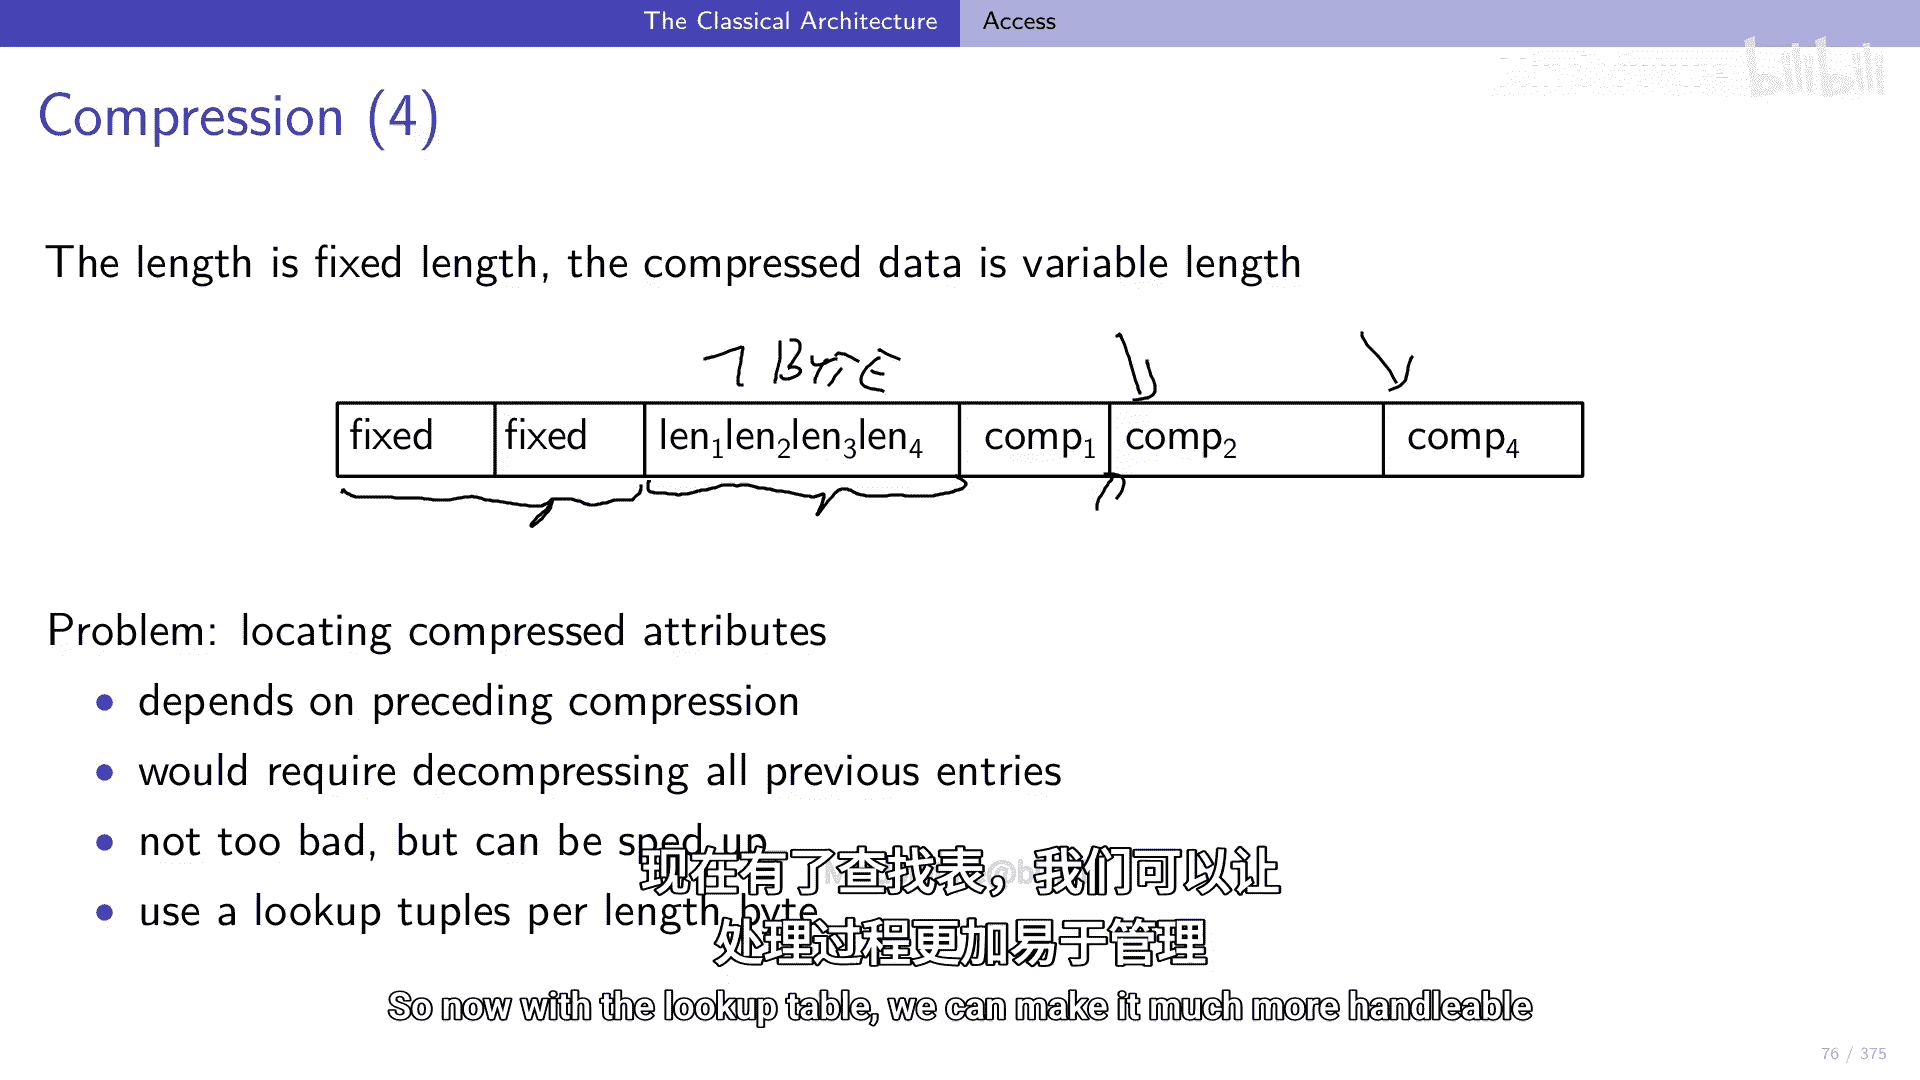 The Classical Architecture Access
bilibili
Compression (4)
The length is fixed length, the compressed data is variable length
1 BYTE
fixed fixed len₁len₂len₃len₄ comp₁ comp₂ comp₄
Problem: locating compressed attributes
• depends on preceding compression
• would require decompressing all previous entries
• not too bad, but can be sped up
现在有了查找表，我们可以让
• use a lookup tuples per length byte
处理过程更加易于管理
So now with the lookup table, we can make it much more handleable
76 / 375